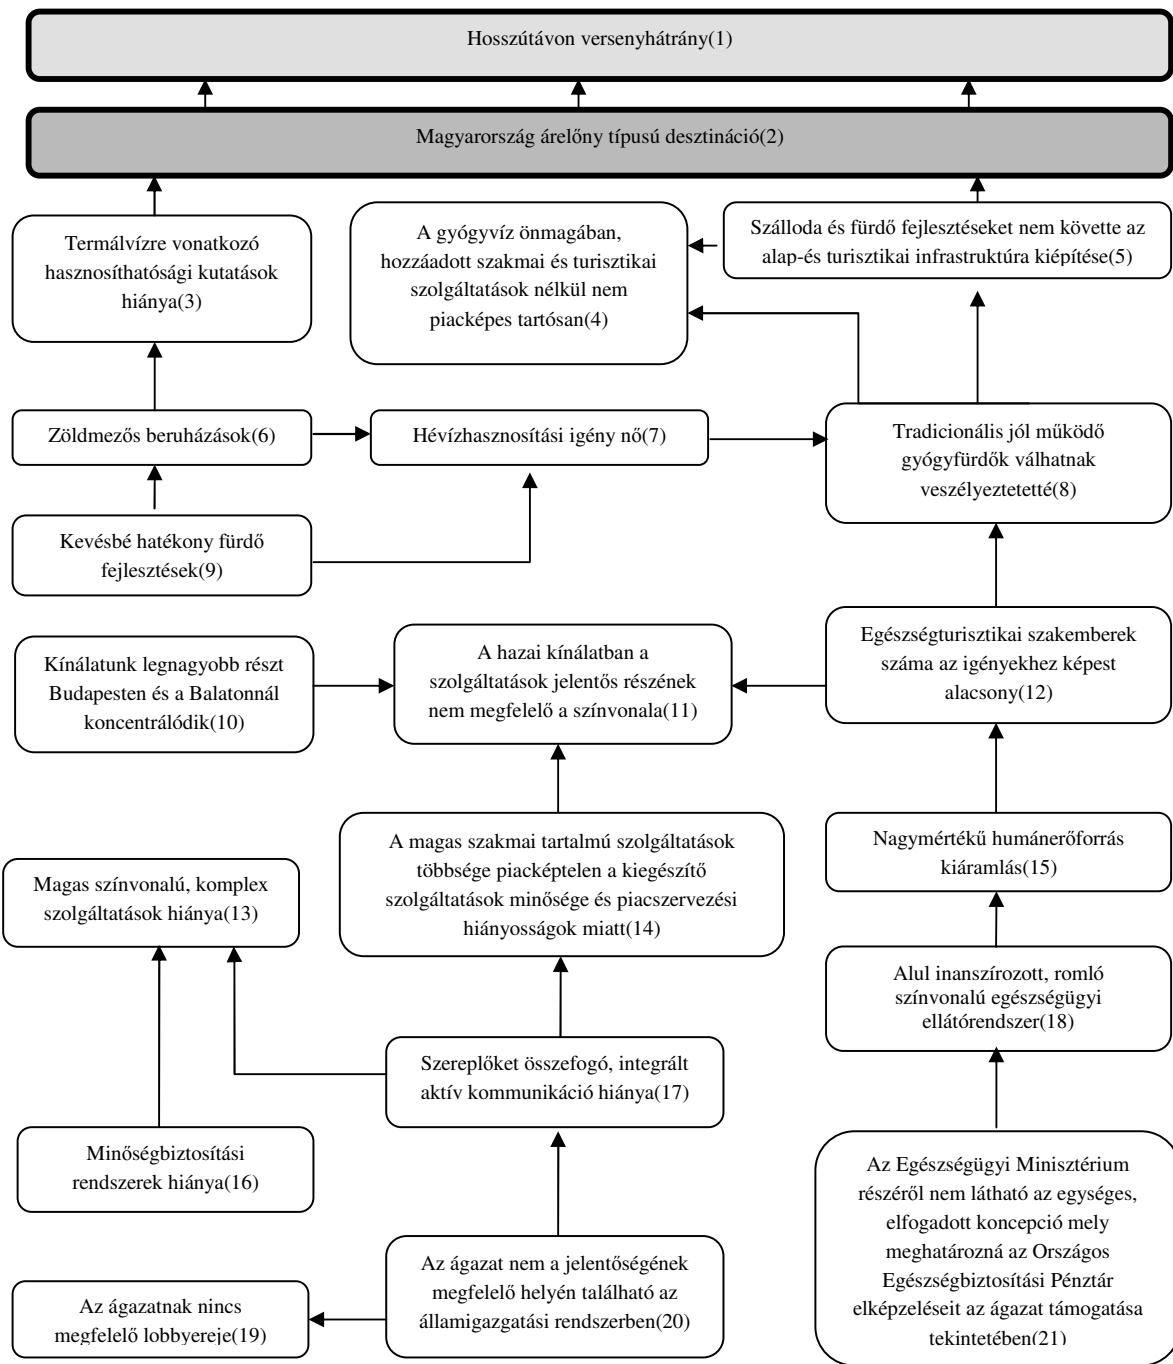 Hosszútávon versenyhátrány(1)
Magyarország árelőny típusú desztináció(2)
Termálvízre vonatkozó
hasznosíthatósági kutatások
hiánya(3)
A gyógyvíz önmagában,
hozzáadott szakmai és turisztikai
szolgáltatások nélkül nem
piacképes tartósan(4)
Szálloda és fürdő fejlesztéseket nem követte az
alap-és turisztikai infrastruktúra kiépítése(5)
Zöldmezős beruházások(6)
Hévízhasznosítási igény nő(7)
Tradicionális jól működő
gyógyfürdők válhatnak
veszélyeztetetté(8)
Kevésbé hatékony fürdő
fejlesztések(9)
Kínálatunk legnagyobb részt
Budapesten és a Balatonnál
koncentrálódik(10)
A hazai kínálatban a
szolgáltatások jelentős részének
nem megfelelő a színvonala(11)
Egészségturisztikai szakemberek
száma az igényekhez képest
alacsony(12)
Magas színvonalú, komplex
szolgáltatások hiánya(13)
A magas szakmai tartalmú szolgáltatások
többsége piacképtelen a kiegészítő
szolgáltatások minősége és piacszervezési
hiányosságok miatt(14)
Nagymértékű humánerőforrás
kiáramlás(15)
Alul inanszírozott, romló
színvonalú egészségügyi
ellátórendszer(18)
Szereplőket összefogó, integrált
aktív kommunikáció hiánya(17)
Minőségbiztosítási
rendszerek hiánya(16)
Az Egészségügyi Minisztérium
részéről nem látható az egységes,
elfogadott koncepció mely
meghatározná az Országos
Egészségbiztosítási Pénztár
elképzeléseit az ágazat támogatása
tekintetében(21)
Az ágazatnak nincs
megfelelő lobbyereje(19)
Az ágazat nem a jelentőségének
megfelelő helyén található az
államigazgatási rendszerben(20)